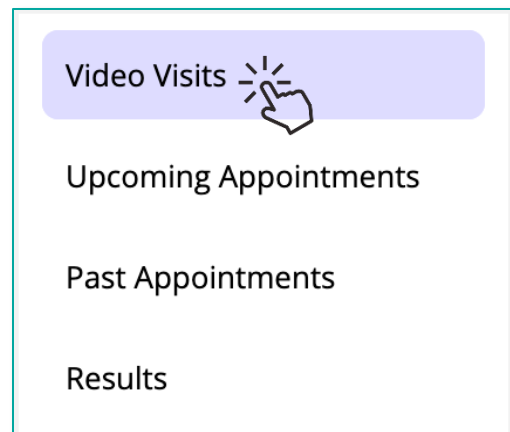 Video Visits
Upcoming Appointments
Past Appointments
Results